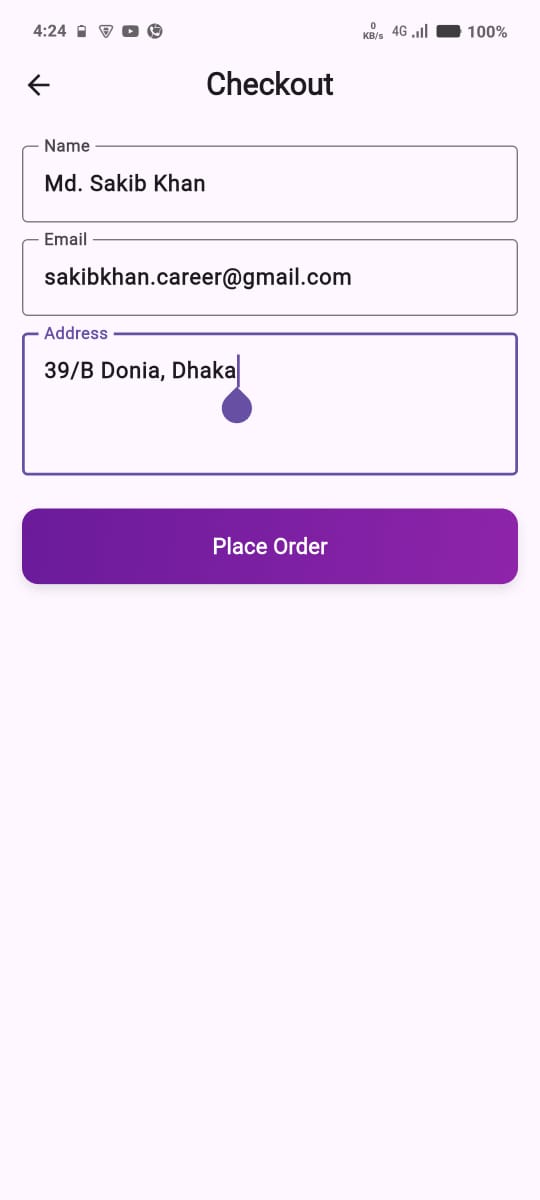 4:24 0 KB/s 4G 100%
Checkout
Name
Md. Sakib Khan
Email
sakibkhan.career@gmail.com
Address
39/B Donia, Dhaka
Place Order